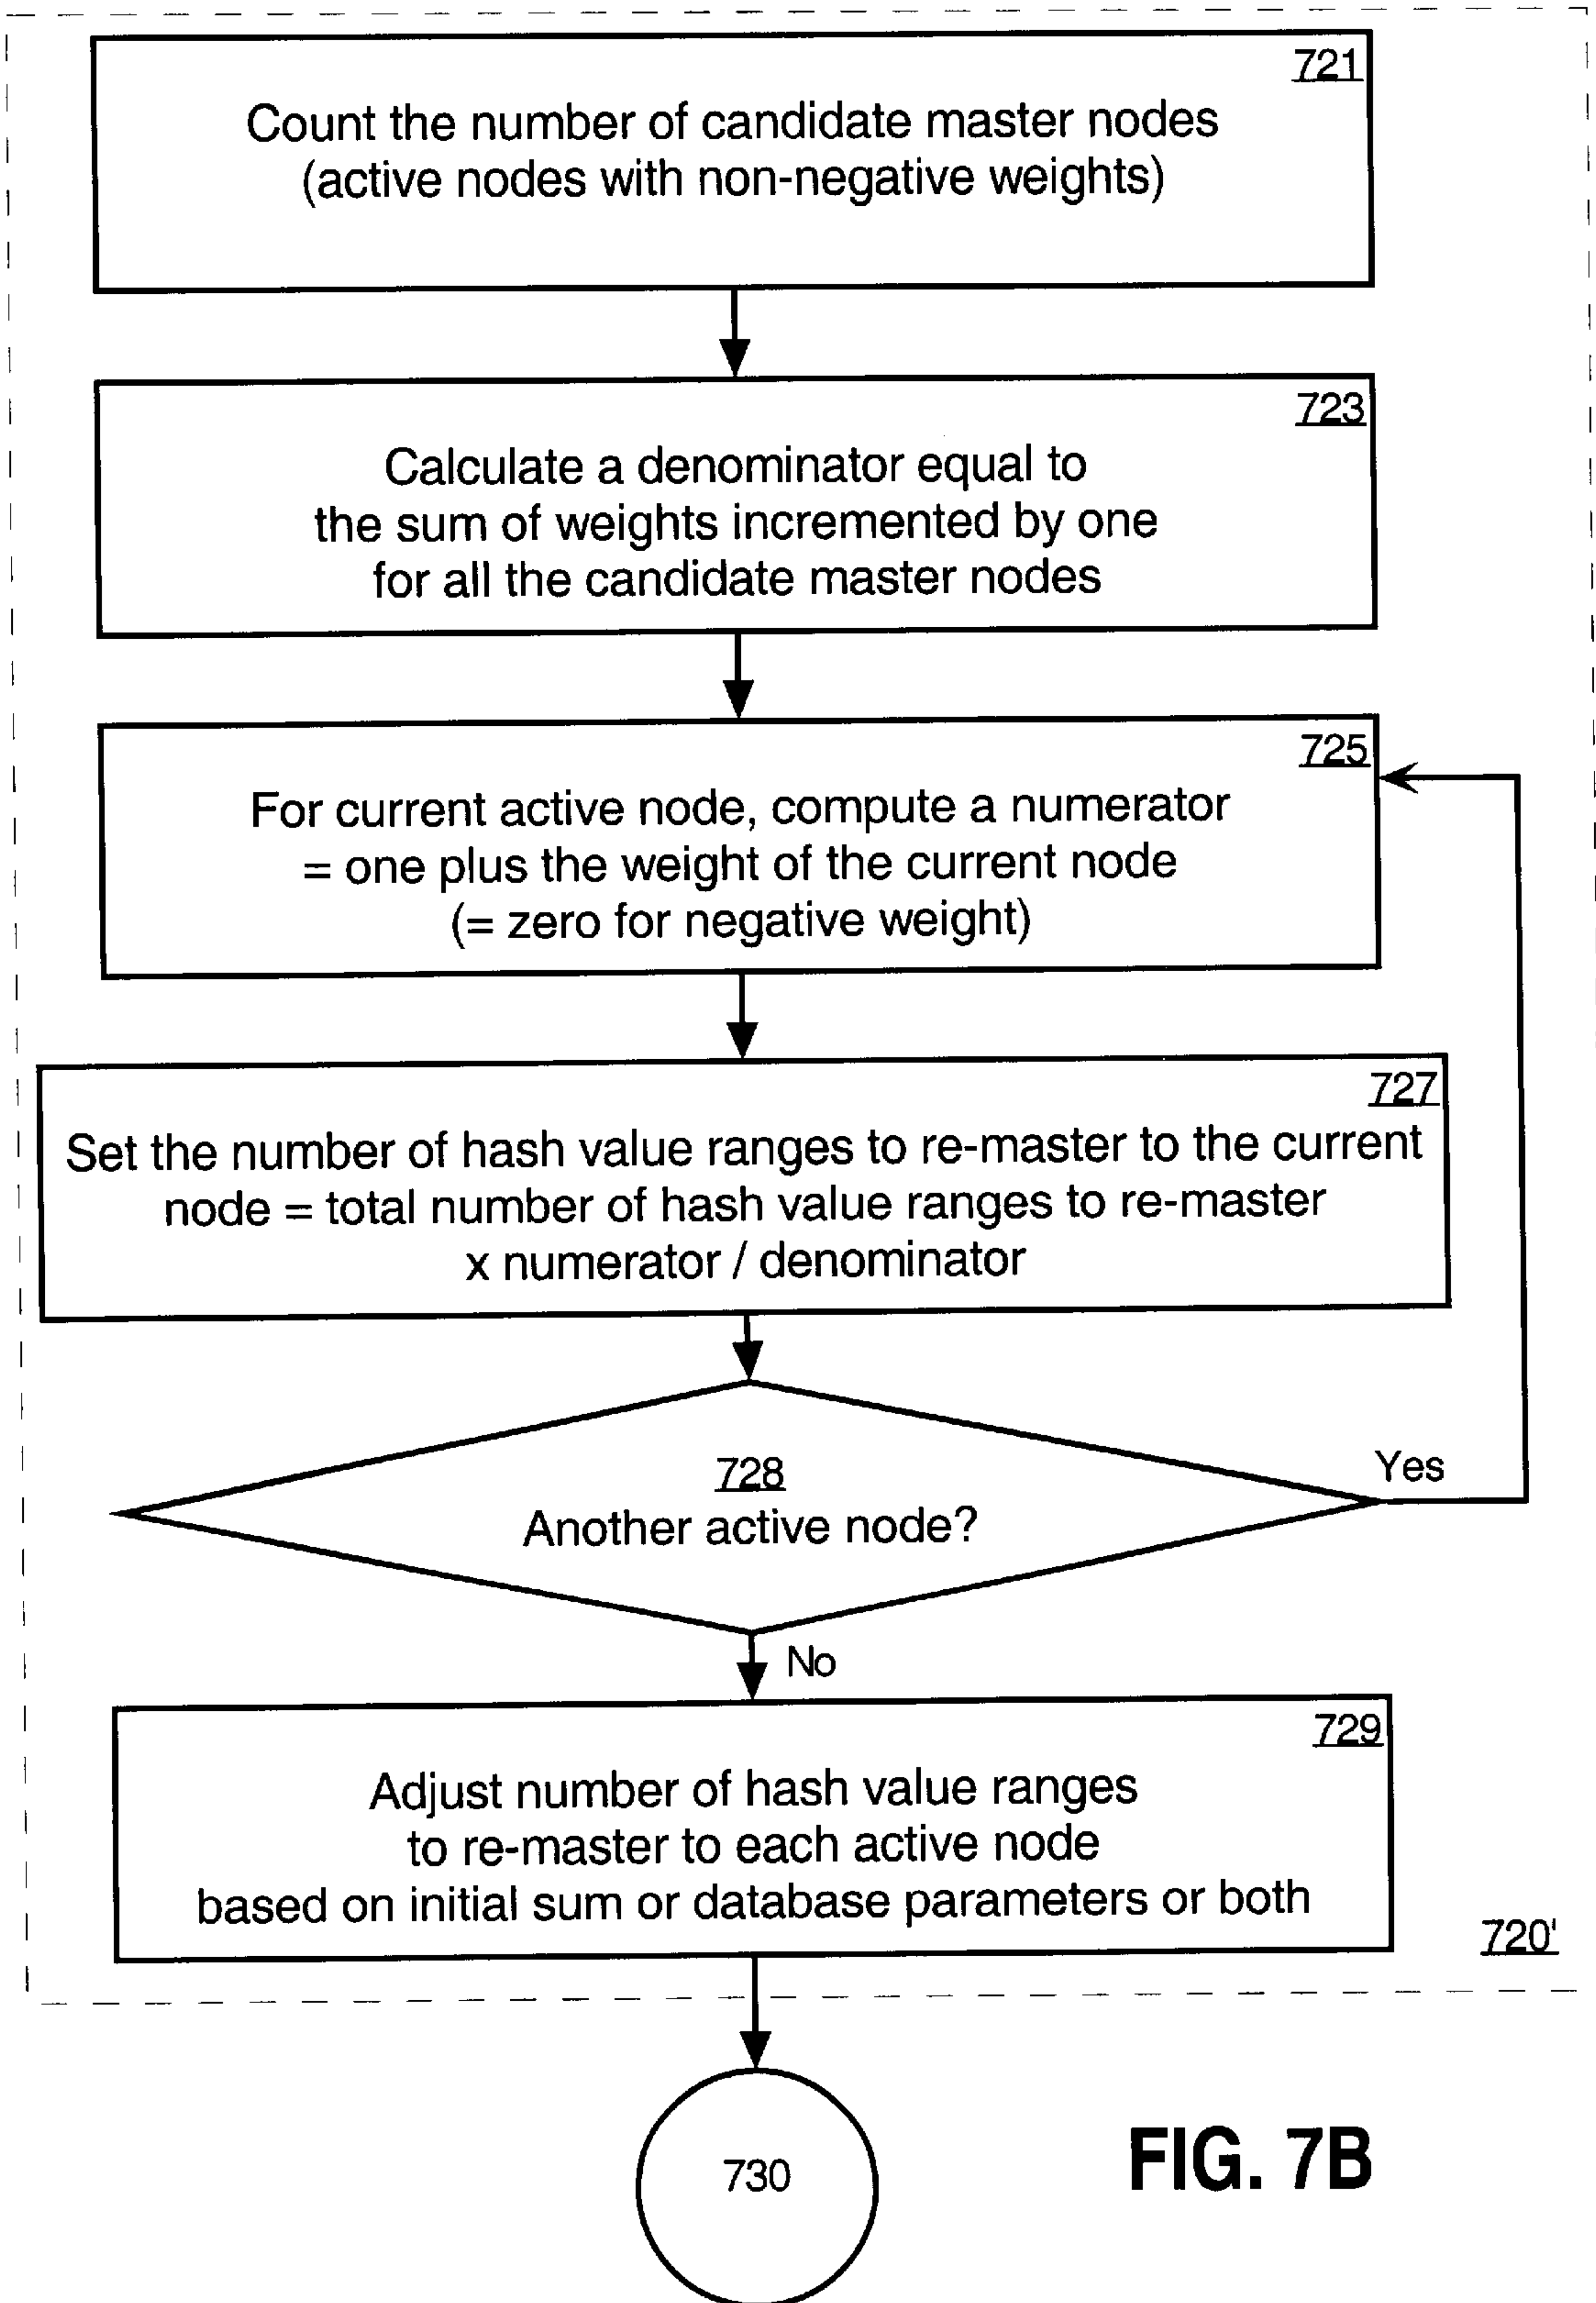 721
Count the number of candidate master nodes
(active nodes with non-negative weights)
723
Calculate a denominator equal to
the sum of weights incremented by one
for all the candidate master nodes
725
For current active node, compute a numerator
= one plus the weight of the current node
(= zero for negative weight)
727
Set the number of hash value ranges to re-master to the current
node = total number of hash value ranges to re-master
x numerator / denominator
728
Another active node?
Yes
No
729
Adjust number of hash value ranges
to re-master to each active node
based on initial sum or database parameters or both
720'
730
FIG. 7B